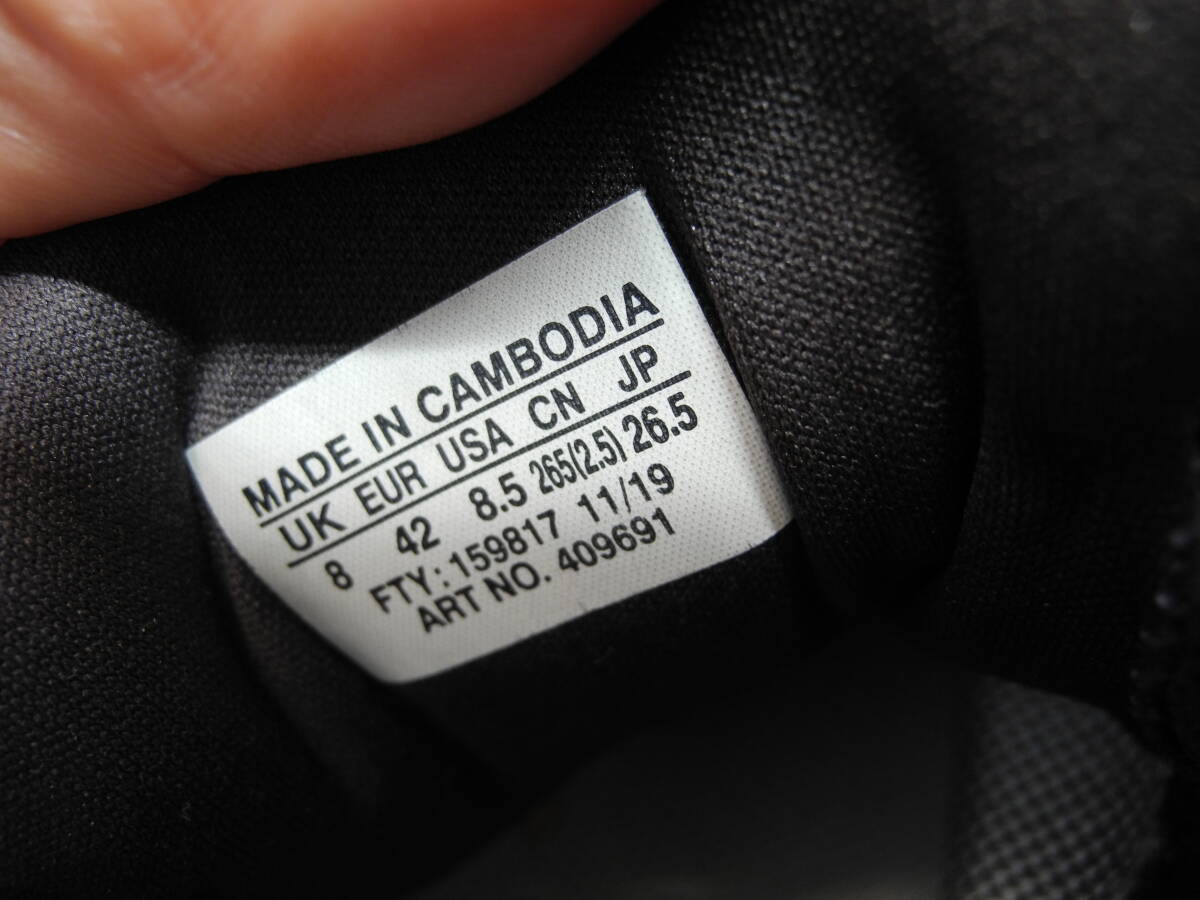 MADE IN CAMBODIA
UK EUR USA CN JP
8 42 8.5 265(2.5) 26.5
FTY: 159817 11/19
ART NO. 409691